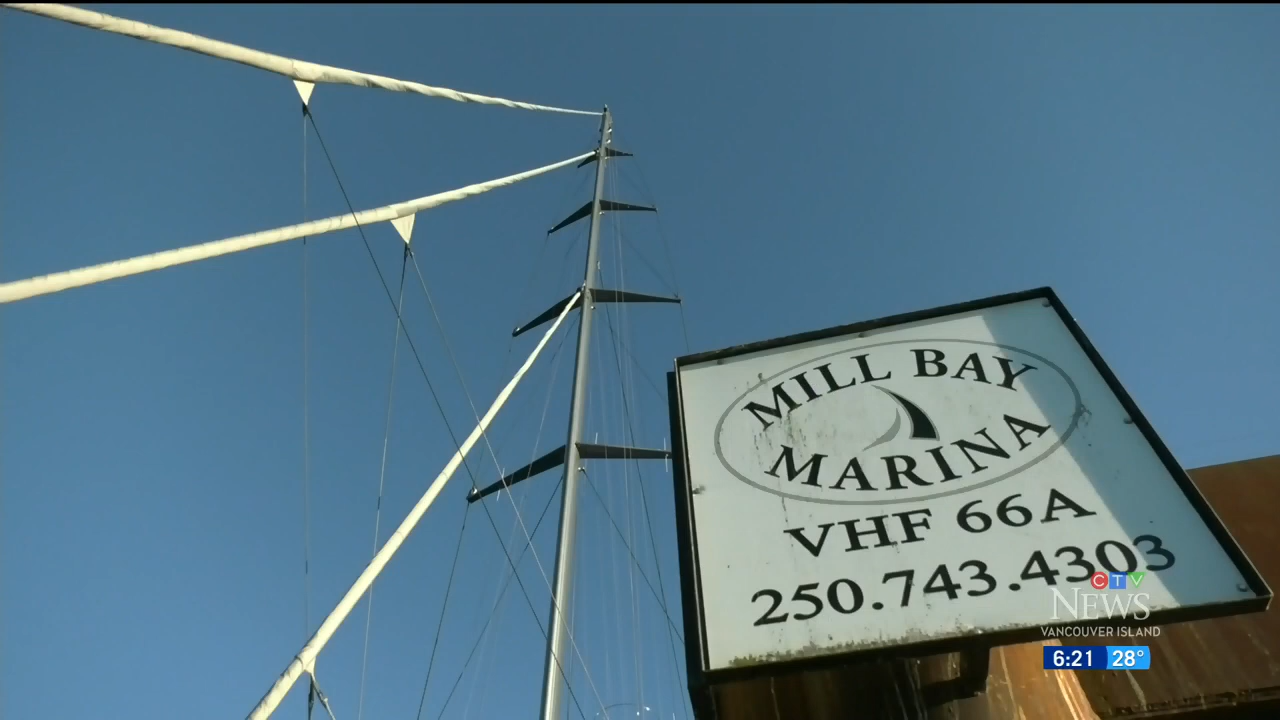 MILL BAY
MARINA
VHF 66A
250.743.4303
CTV
NEWS
VANCOUVER ISLAND
6:21 28°